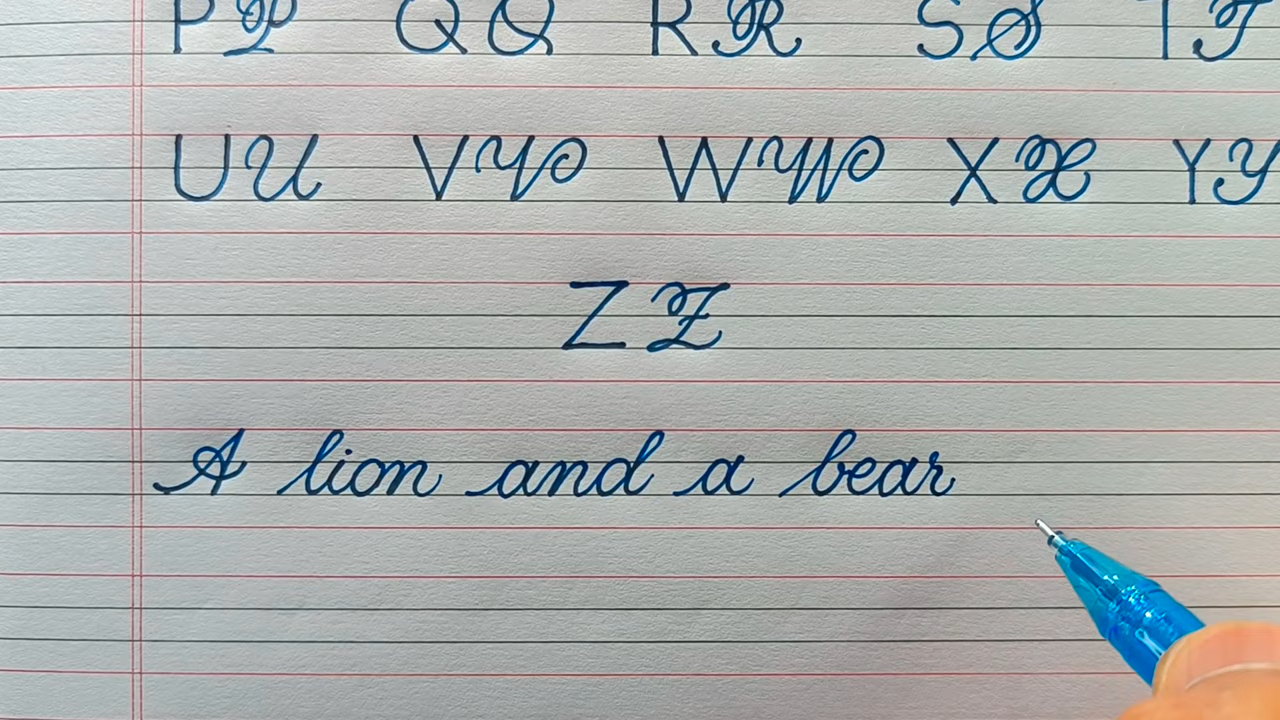 P P Q Q R R S S T T
U U V V W W X X Y Y
Z Z
A lion and a bear